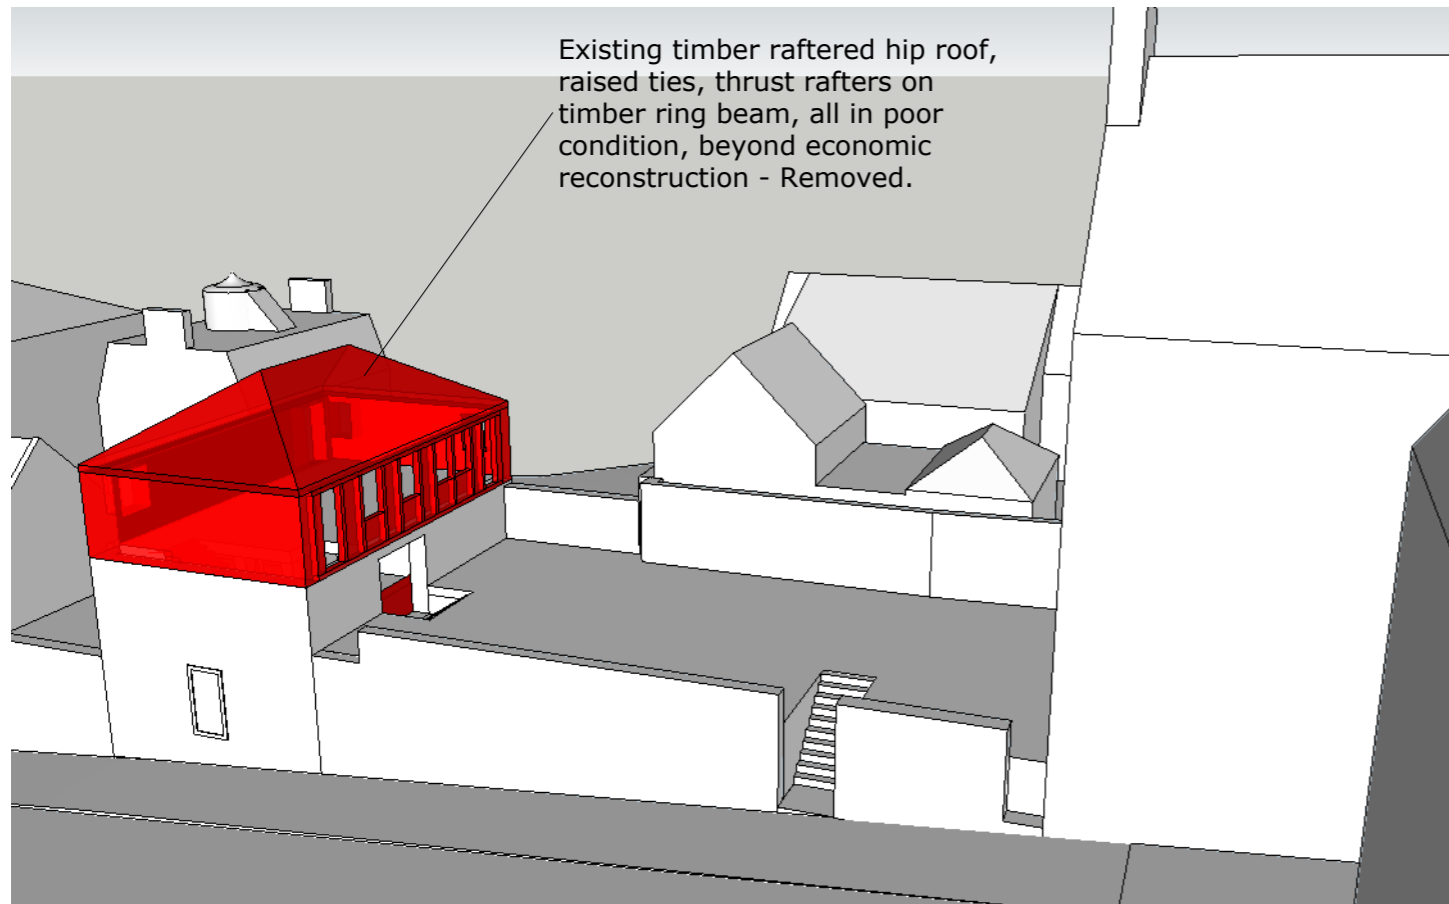 Existing timber raftered hip roof,
raised ties, thrust rafters on
timber ring beam, all in poor
condition, beyond economic
reconstruction - Removed.